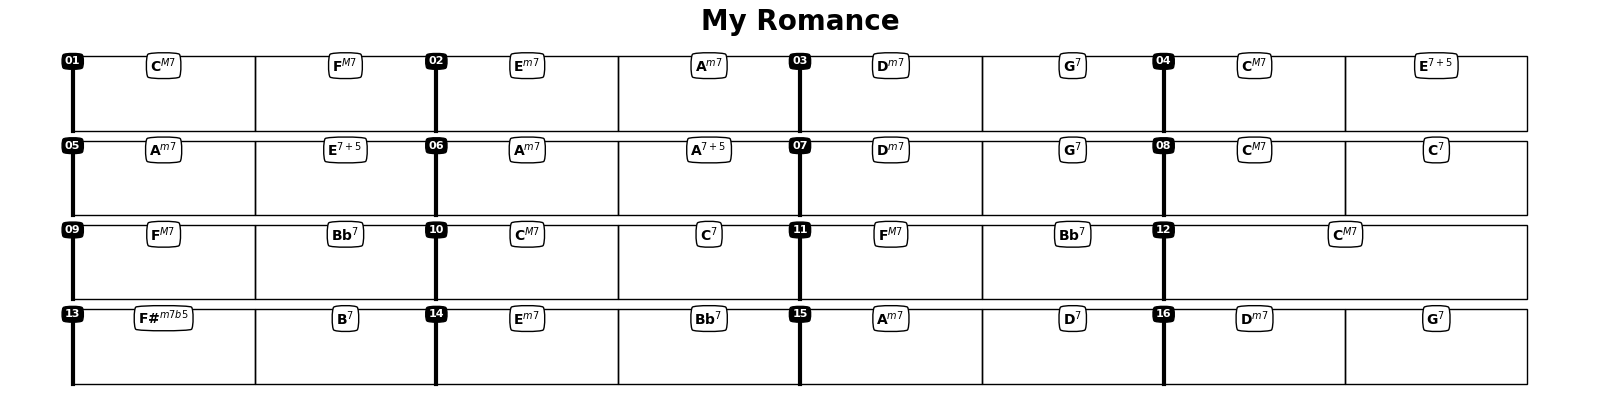 My Romance
01 C^M7 F^M7 02 E^m7 A^m7 03 D^m7 G^7 04 C^M7 E^7+5
05 A^m7 E^7+5 06 A^m7 A^7+5 07 D^m7 G^7 08 C^M7 C^7
09 F^M7 Bb^7 10 C^M7 C^7 11 F^M7 Bb^7 12 C^M7
13 F#^m7b5 B^7 14 E^m7 Bb^7 15 A^m7 D^7 16 D^m7 G^7